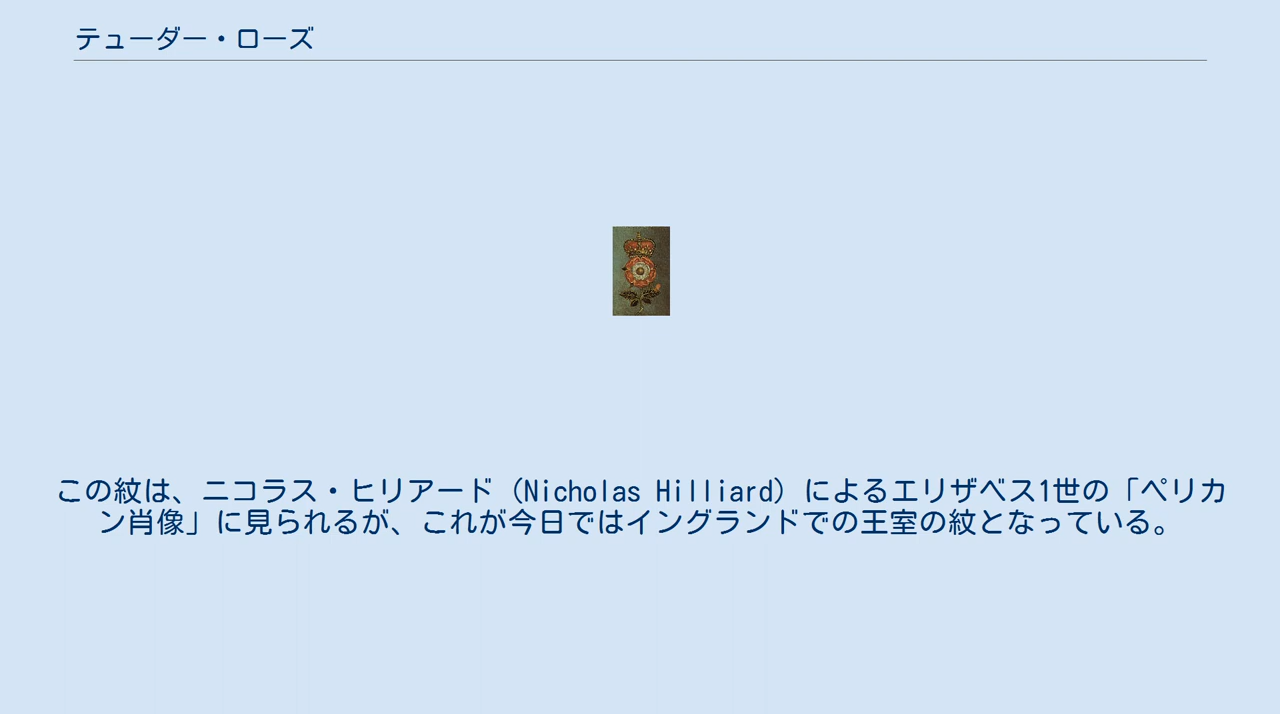 テューダー・ローズ
この紋は、ニコラス・ヒリアード（Nicholas Hilliard）によるエリザベス1世の「ペリカ
ン肖像」に見られるが、これが今日ではイングランドでの王室の紋となっている。